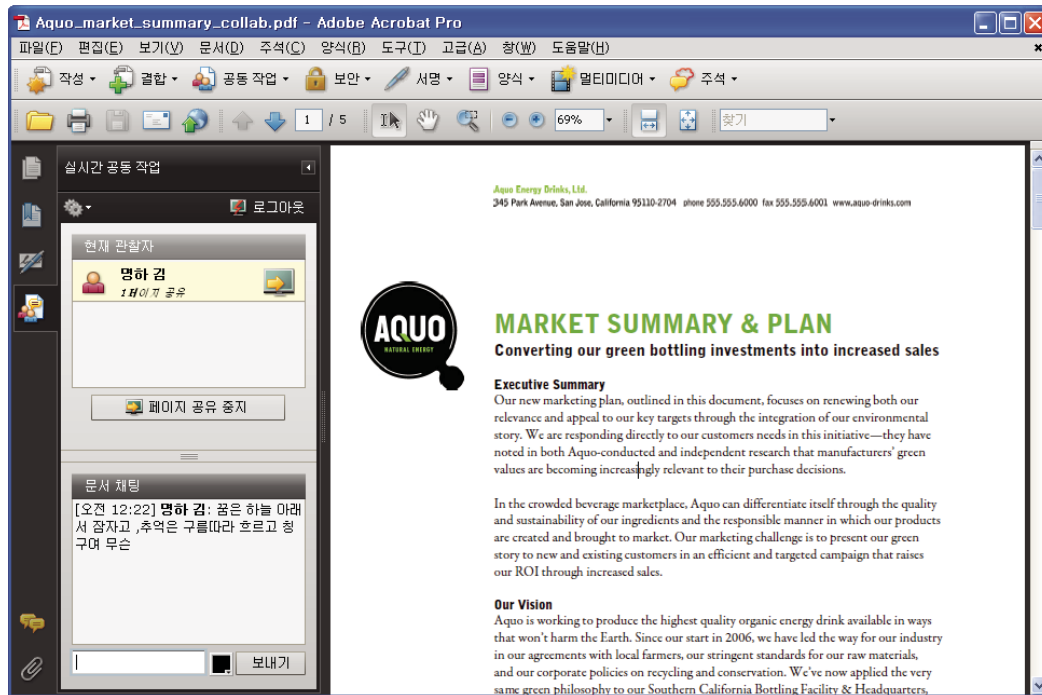 Aquo_market_summary_collab.pdf - Adobe Acrobat Pro
파일(F) 편집(E) 보기(V) 문서(D) 주석(C) 양식(R) 도구(T) 고급(A) 창(W) 도움말(H)
작성 결합 공동 작업 보안 서명 양식 멀티미디어 주석
1 / 5 69% 찾기
실시간 공동 작업
로그아웃
현재 관찰자
명하 김
1페이지 공유
페이지 공유 중지
문서 채팅
[오전 12:22] 명하 김: 꿈은 하늘 아래
서 잠자고 ,추억은 구름따라 흐르고 칭
구여 무슨
보내기
Aquo Energy Drinks, Ltd.
345 Park Avenue, San Jose, California 95110-2704 phone 555.555.6000 fax 555.555.6001 www.aquo-drinks.com
AQUO
NATURAL ENERGY
MARKET SUMMARY & PLAN
Converting our green bottling investments into increased sales
Executive Summary
Our new marketing plan, outlined in this document, focuses on renewing both our
relevance and appeal to our key targets through the integration of our environmental
story. We are responding directly to our customers needs in this initiative—they have
noted in both Aquo-conducted and independent research that manufacturers' green
values are becoming increasingly relevant to their purchase decisions.
In the crowded beverage marketplace, Aquo can differentiate itself through the quality
and sustainability of our ingredients and the responsible manner in which our products
are created and brought to market. Our marketing challenge is to present our green
story to new and existing customers in an efficient and targeted campaign that raises
our ROI through increased sales.
Our Vision
Aquo is working to produce the highest quality organic energy drink available in ways
that won't harm the Earth. Since our start in 2006, we have led the way for our industry
in our agreements with local farmers, our stringent standards for our raw materials,
and our corporate policies on recycling and conservation. We've now applied the very
same green philosophy to our Southern California Bottling Facility & Headquarters,